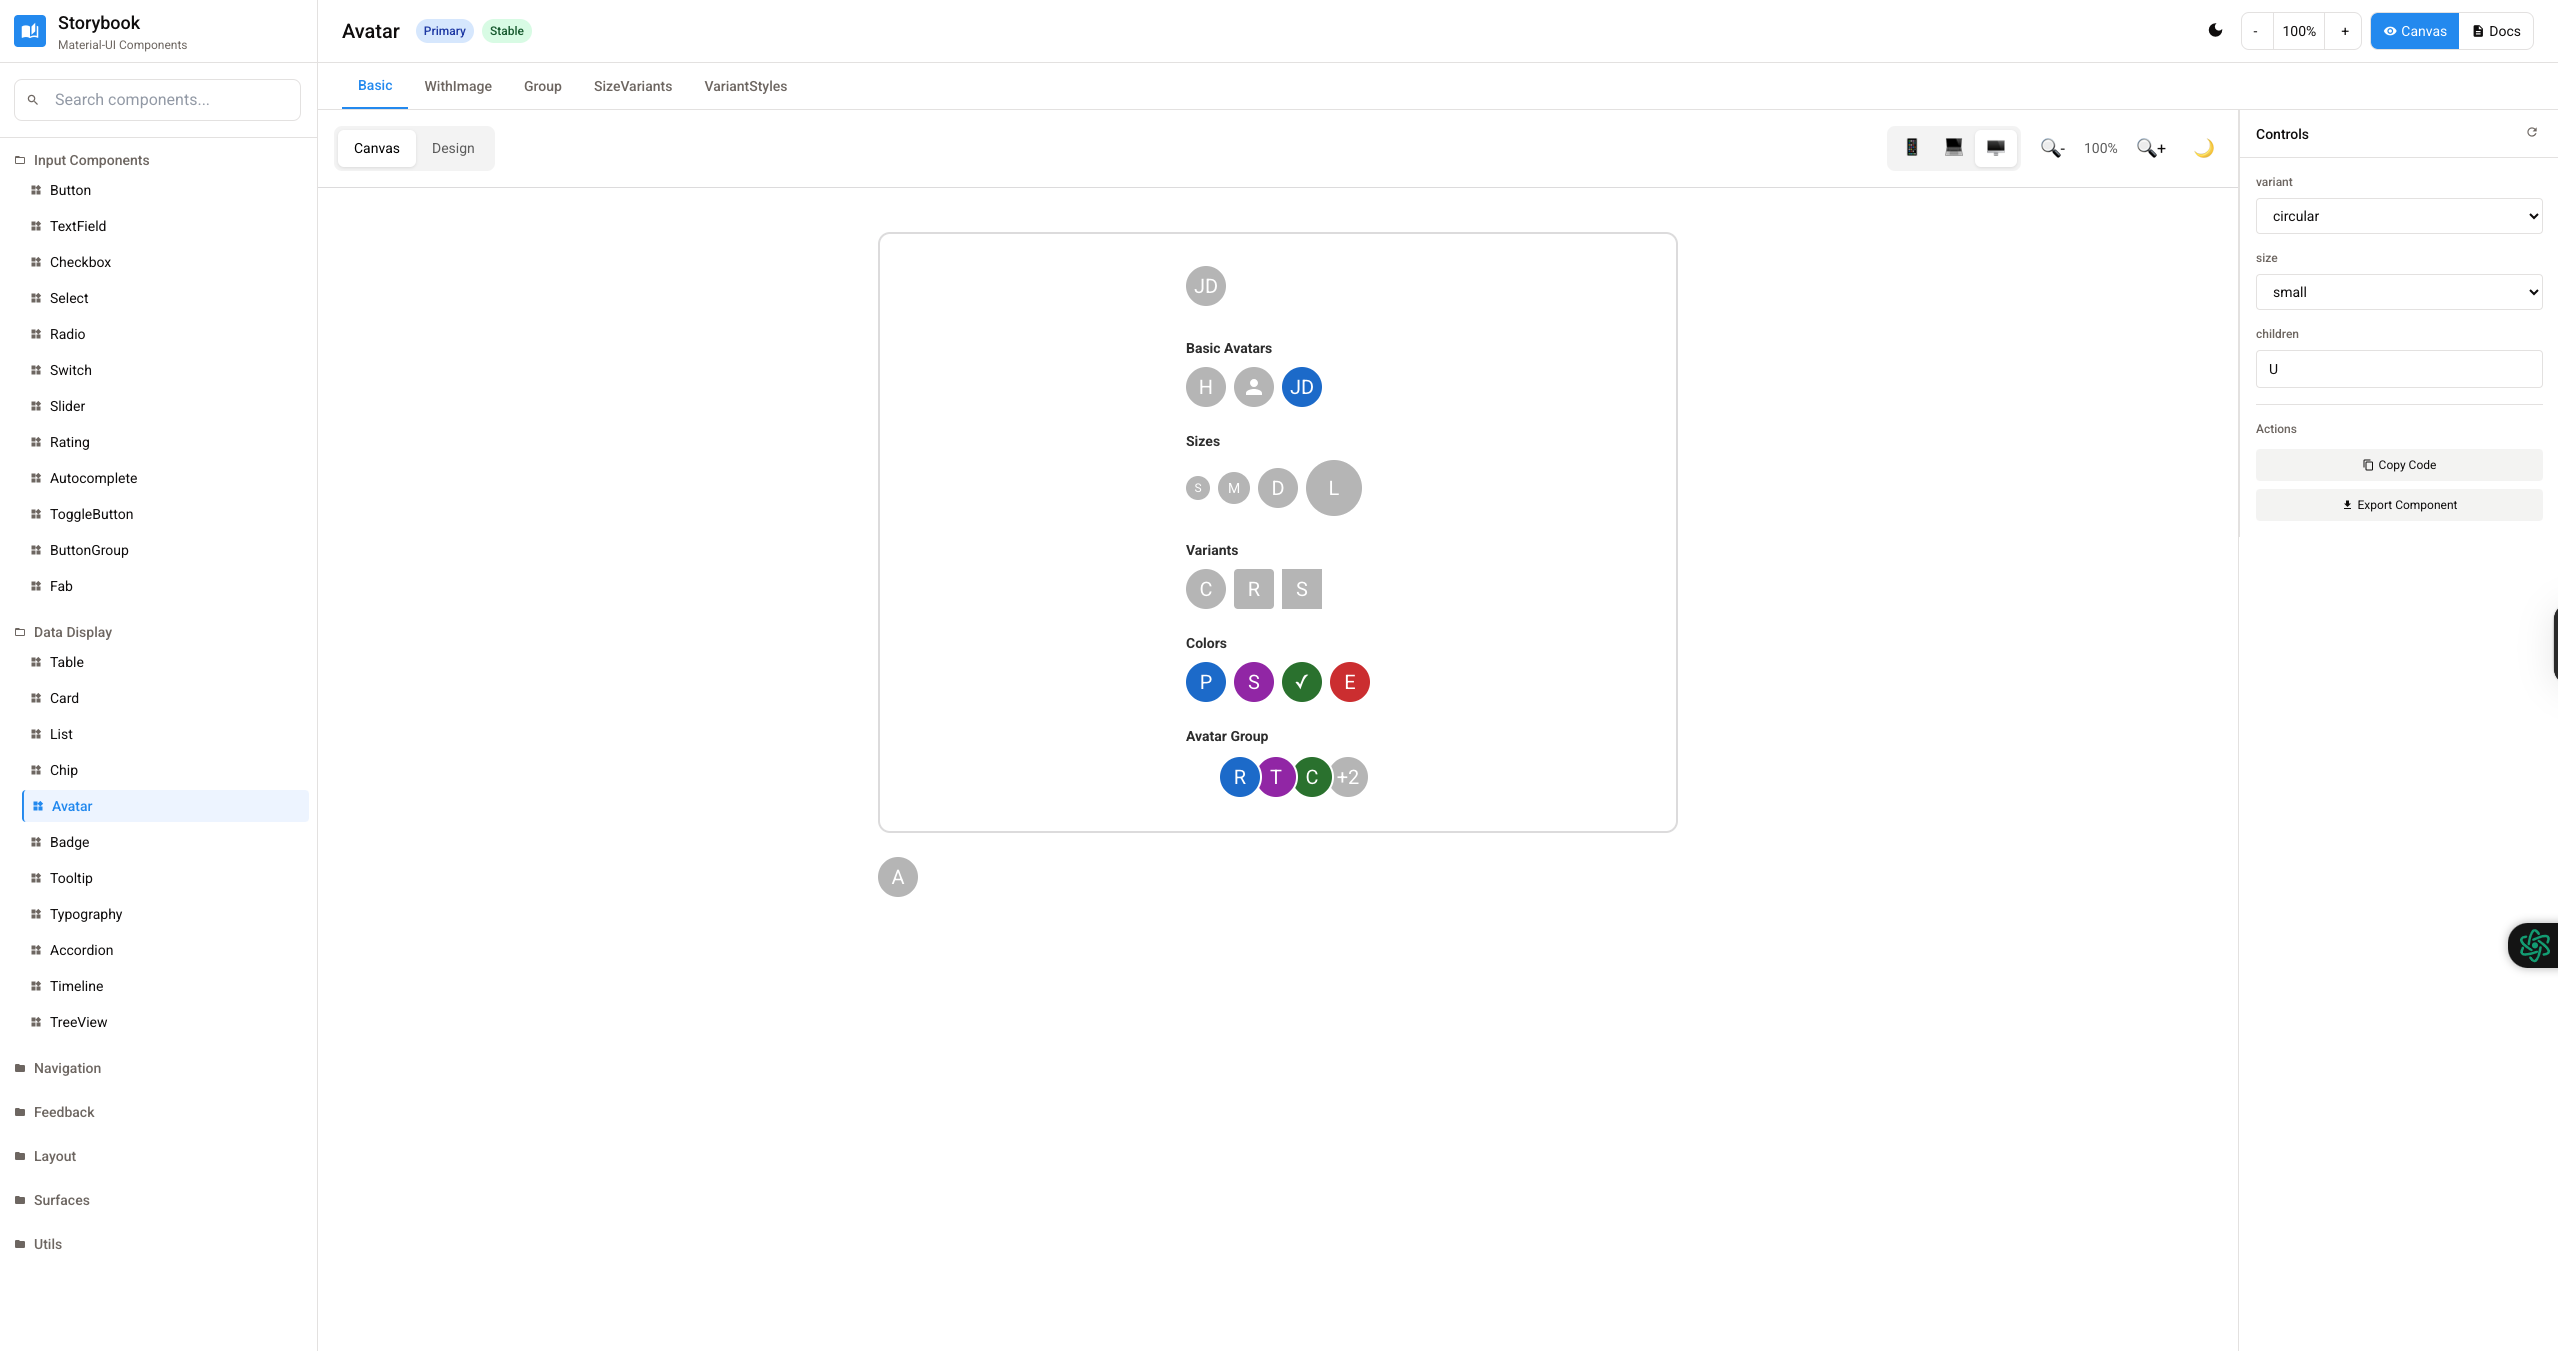 Storybook
Material-UI Components
Search components...
Input Components
Button
TextField
Checkbox
Select
Radio
Switch
Slider
Rating
Autocomplete
ToggleButton
ButtonGroup
Fab
Data Display
Table
Card
List
Chip
Avatar
Badge
Tooltip
Typography
Accordion
Timeline
TreeView
Navigation
Feedback
Layout
Surfaces
Utils
Avatar Primary Stable
- 100% + Canvas Docs
Basic WithImage Group SizeVariants VariantStyles
Canvas Design
- 100% +
JD
Basic Avatars
H JD
Sizes
S M D L
Variants
C R S
Colors
P S ✓ E
Avatar Group
R T C +2
A
Controls
variant
circular
size
small
children
U
Actions
Copy Code
Export Component